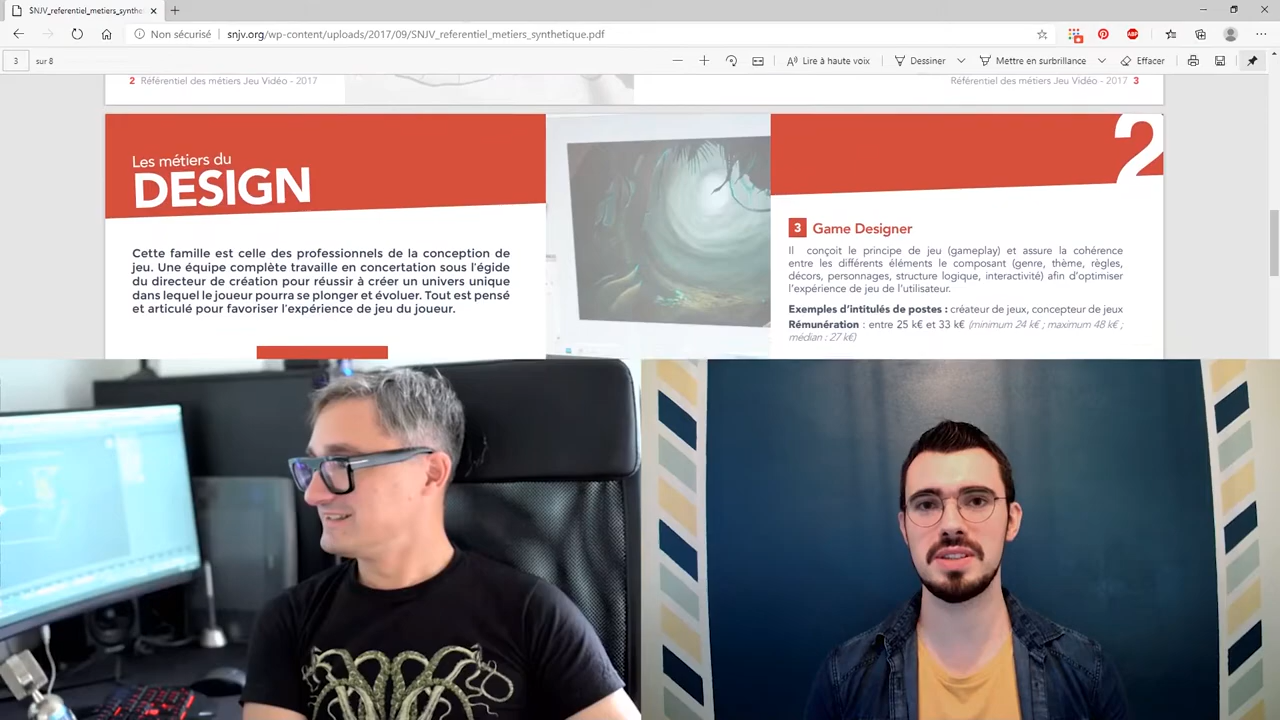 SNJV_referentiel_metiers_synthe
Non sécurisé snjv.org/wp-content/uploads/2017/09/SNJV_referentiel_metiers_synthetique.pdf
ABP
3 sur 8
Lire à haute voix Dessiner Mettre en surbrillance Effacer
2 Référentiel des métiers Jeu Vidéo - 2017
Référentiel des métiers Jeu Vidéo - 2017 3
Les métiers du
DESIGN
Cette famille est celle des professionnels de la conception de
jeu. Une équipe complète travaille en concertation sous l'égide
du directeur de création pour réussir à créer un univers unique
dans lequel le joueur pourra se plonger et évoluer. Tout est pensé
et articulé pour favoriser l'expérience de jeu du joueur.
2
3 Game Designer
Il conçoit le principe de jeu (gameplay) et assure la cohérence
entre les différents éléments le composant (genre, thème, règles,
décors, personnages, structure logique, interactivité) afin d'optimiser
l'expérience de jeu de l'utilisateur.
Exemples d'intitulés de postes : créateur de jeux, concepteur de jeux
Rémunération : entre 25 k€ et 33 k€ (minimum 24 k€ ; maximum 48 k€ ;
médian : 27 k€)